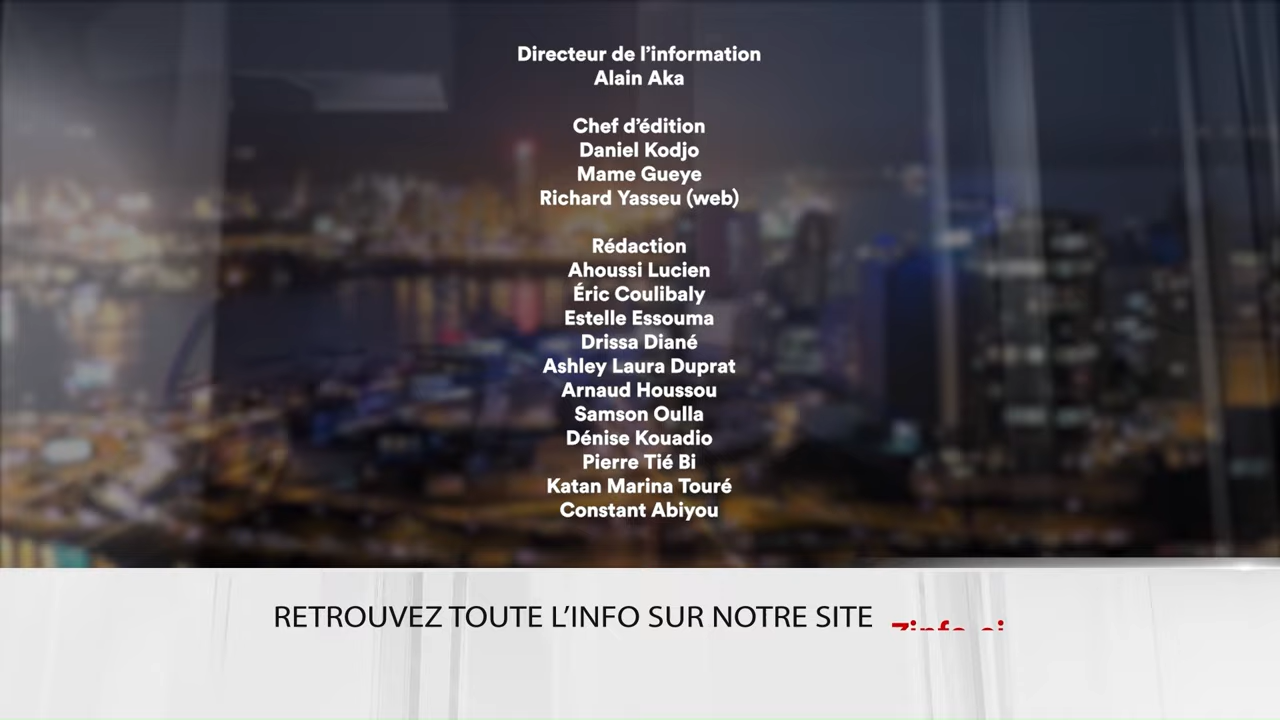 Directeur de l'information
Alain Aka
Chef d'édition
Daniel Kodjo
Mame Gueye
Richard Yasseu (web)
Rédaction
Ahoussi Lucien
Éric Coulibaly
Estelle Essouma
Drissa Diané
Ashley Laura Duprat
Arnaud Houssou
Samson Oulla
Dénise Kouadio
Pierre Tié Bi
Katan Marina Touré
Constant Abiyou
RETROUVEZ TOUTE L'INFO SUR NOTRE SITE